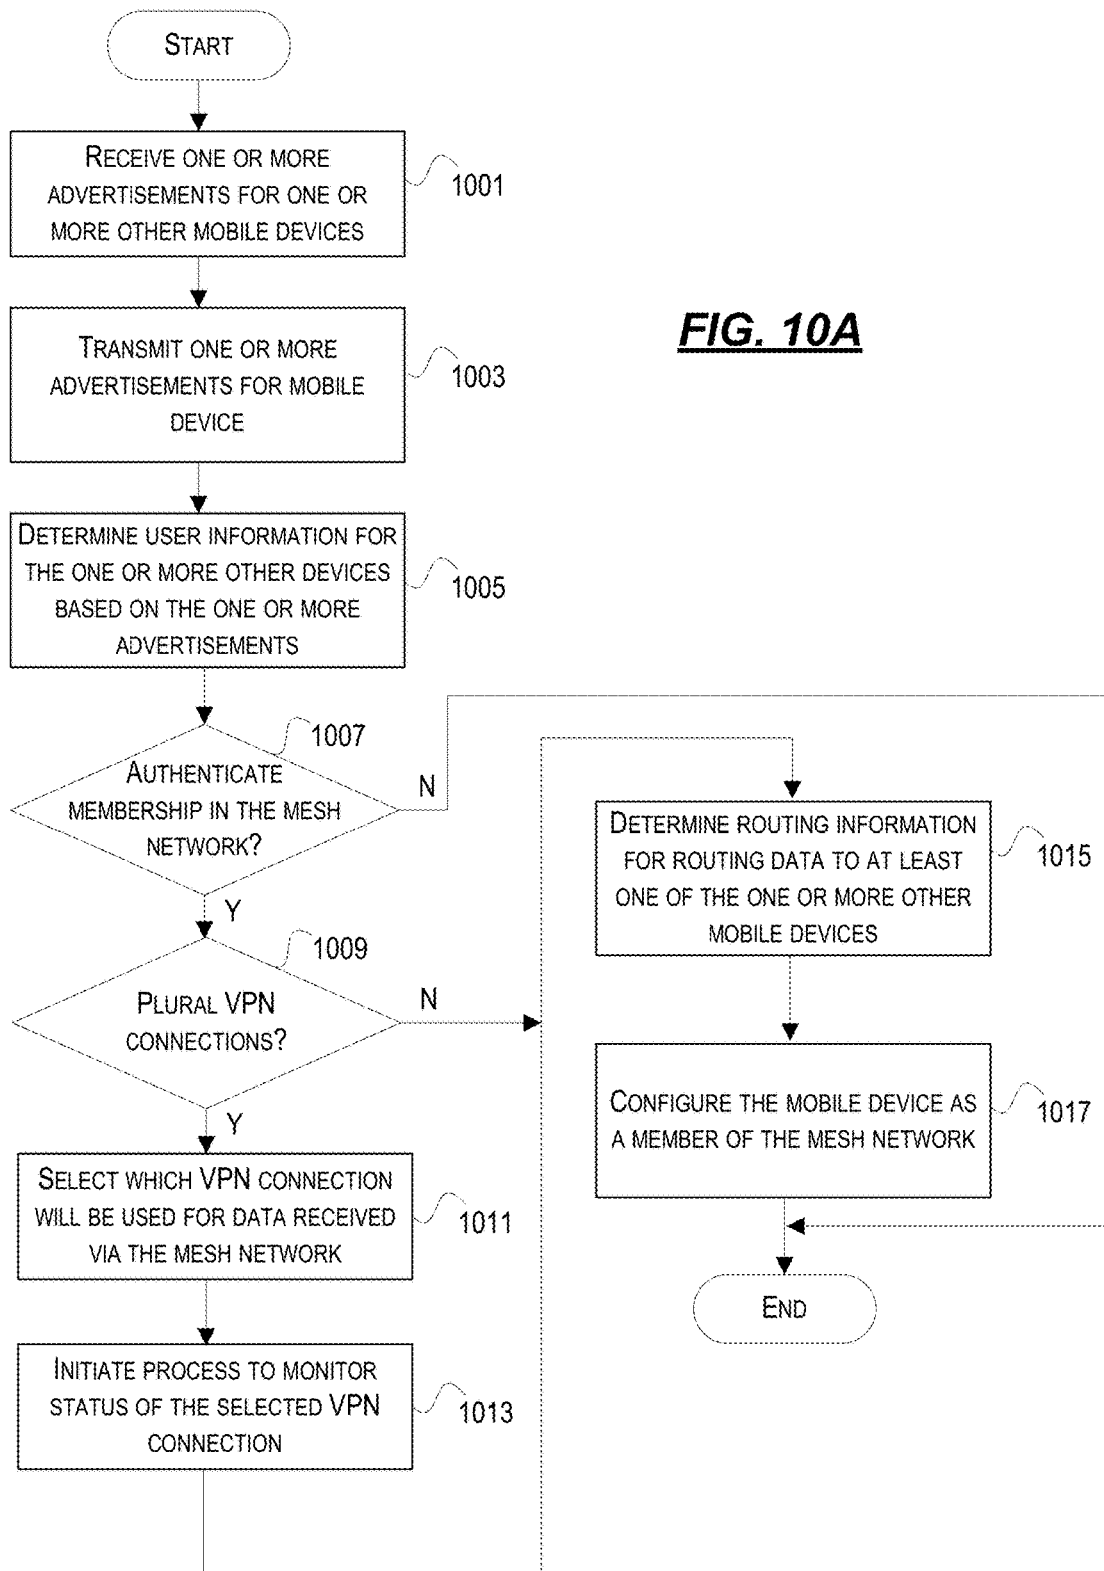 START
RECEIVE ONE OR MORE
ADVERTISEMENTS FOR ONE OR
MORE OTHER MOBILE DEVICES
1001
TRANSMIT ONE OR MORE
ADVERTISEMENTS FOR MOBILE
DEVICE
1003
FIG. 10A
DETERMINE USER INFORMATION FOR
THE ONE OR MORE OTHER DEVICES
BASED ON THE ONE OR MORE
ADVERTISEMENTS
1005
1007
AUTHENTICATE
MEMBERSHIP IN THE MESH
NETWORK?
N
Y
1009
PLURAL VPN
CONNECTIONS?
N
Y
SELECT WHICH VPN CONNECTION
WILL BE USED FOR DATA RECEIVED
VIA THE MESH NETWORK
1011
INITIATE PROCESS TO MONITOR
STATUS OF THE SELECTED VPN
CONNECTION
1013
DETERMINE ROUTING INFORMATION
FOR ROUTING DATA TO AT LEAST
ONE OF THE ONE OR MORE OTHER
MOBILE DEVICES
1015
CONFIGURE THE MOBILE DEVICE AS
A MEMBER OF THE MESH NETWORK
1017
END